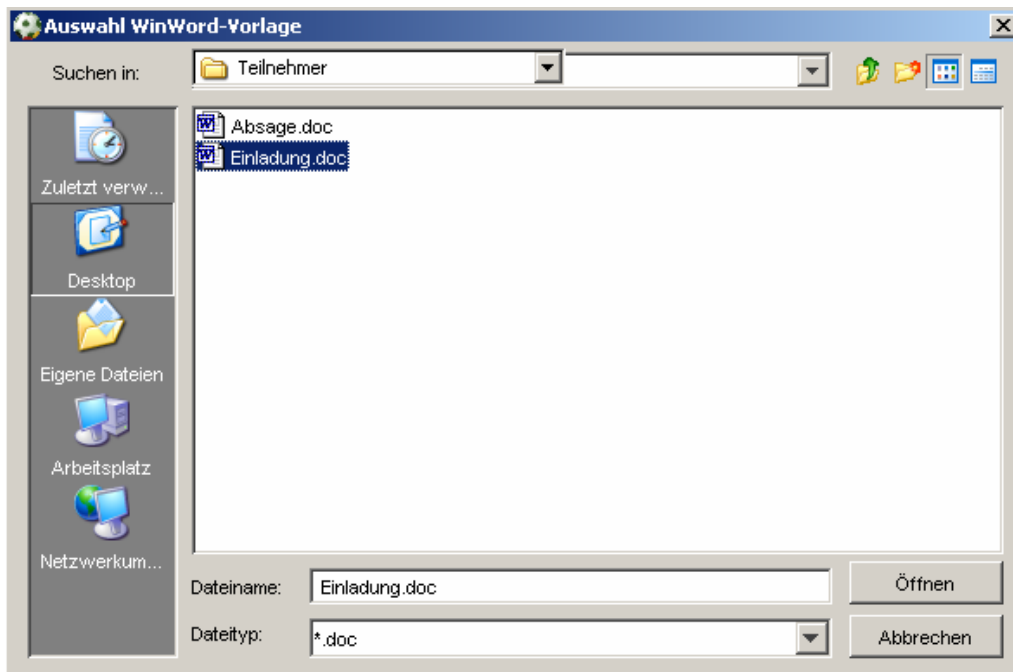 Auswahl WinWord-Vorlage
Suchen in:
Teilnehmer
Absage.doc
Einladung.doc
Zuletzt verw...
Desktop
Eigene Dateien
Arbeitsplatz
Netzwerkum...
Dateiname:
Einladung.doc
Öffnen
Dateityp:
*.doc
Abbrechen